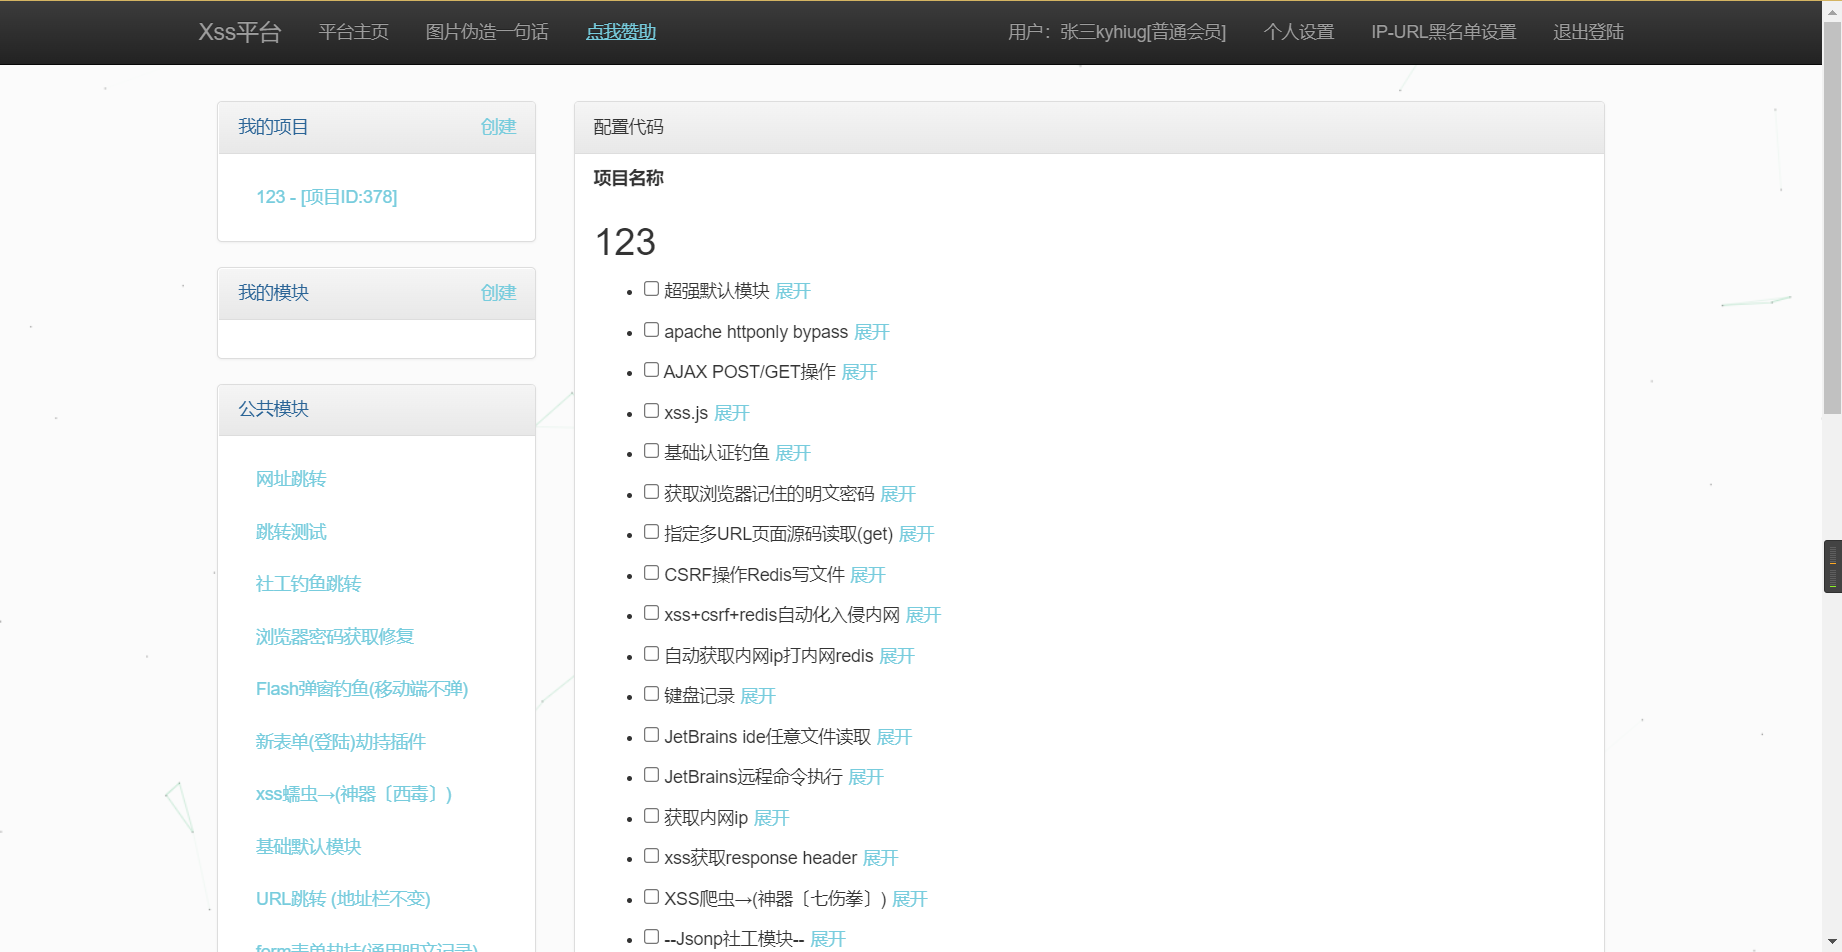 Xss平台 平台主页 图片伪造一句话 点我赞助 用户：张三kyhiug[普通会员] 个人设置 IP-URL黑名单设置 退出登陆
我的项目 创建
123 - [项目ID:378]
我的模块 创建
公共模块
网址跳转
跳转测试
社工钓鱼跳转
浏览器密码获取修复
Flash弹窗钓鱼(移动端不弹)
新表单(登陆)劫持插件
xss蠕虫→(神器〔西毒〕)
基础默认模块
URL跳转 (地址栏不变)
form表单劫持(通用明文记录)
配置代码
项目名称
123
超强默认模块 展开
apache httponly bypass 展开
AJAX POST/GET操作 展开
xss.js 展开
基础认证钓鱼 展开
获取浏览器记住的明文密码 展开
指定多URL页面源码读取(get) 展开
CSRF操作Redis写文件 展开
xss+csrf+redis自动化入侵内网 展开
自动获取内网ip打内网redis 展开
键盘记录 展开
JetBrains ide任意文件读取 展开
JetBrains远程命令执行 展开
获取内网ip 展开
xss获取response header 展开
XSS爬虫→(神器〔七伤拳〕) 展开
--Jsonp社工模块-- 展开